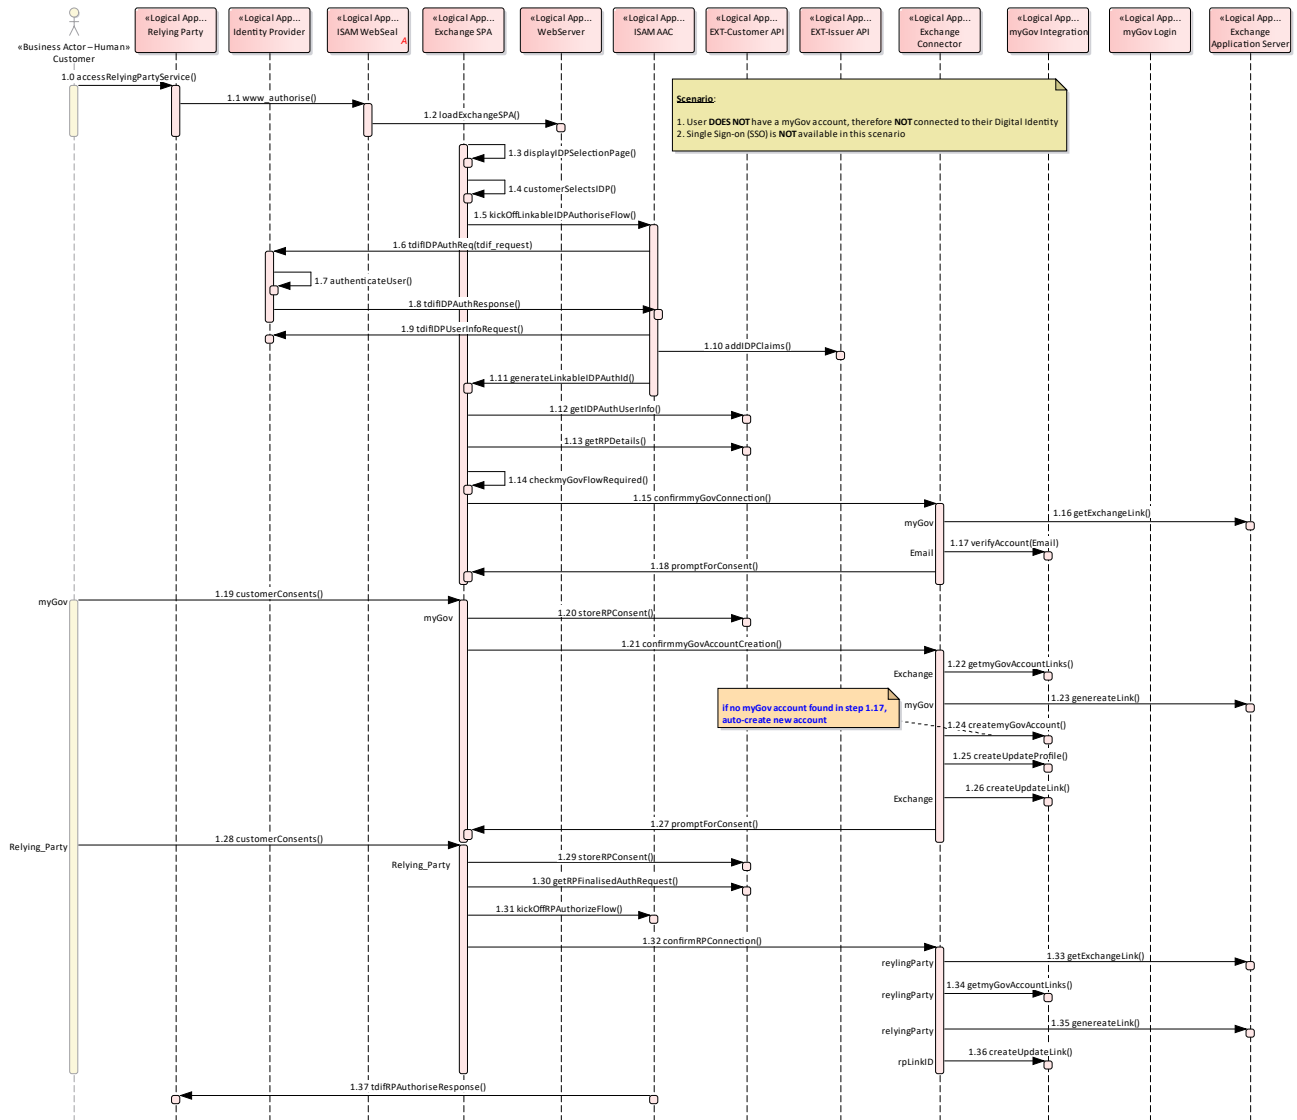 «Logical App...
Relying Party
«Logical App...
Identity Provider
«Logical App...
ISAM WebSeal
A
«Logical App...
Exchange SPA
«Logical App...
WebServer
«Logical App...
ISAM AAC
«Logical App...
EXT-Customer API
«Logical App...
EXT-Issuer API
«Logical App...
Exchange
Connector
«Logical App...
myGov Integration
«Logical App...
myGov Login
«Logical App...
Exchange
Application Server
«Business Actor – Human»
Customer
Scenario:
1. User DOES NOT have a myGov account, therefore NOT connected to their Digital Identity
2. Single Sign-on (SSO) is NOT available in this scenario
1.0 accessRelyingPartyService()
1.1 www_authorise()
1.2 loadExchangeSPA()
1.3 displayIDPSelectionPage()
1.4 customerSelectsIDP()
1.5 kickOffLinkableIDPAuthoriseFlow()
1.6 tdifIDPAuthReq(tdif_request)
1.7 authenticateUser()
1.8 tdifIDPAuthResponse()
1.9 tdifIDPUserInfoRequest()
1.10 addIDPClaims()
1.11 generateLinkableIDPAuthId()
1.12 getIDPAuthUserInfo()
1.13 getRPDetails()
1.14 checkmyGovFlowRequired()
1.15 confirmmyGovConnection()
1.16 getExchangeLink()
myGov
1.17 verifyAccount(Email)
Email
1.18 promptForConsent()
1.19 customerConsents()
myGov
1.20 storeRPConsent()
myGov
1.21 confirmmyGovAccountCreation()
1.22 getmyGovAccountLinks()
Exchange
1.23 genereateLink()
myGov
if no myGov account found in step 1.17,
auto-create new account
1.24 createmyGovAccount()
1.25 createUpdateProfile()
1.26 createUpdateLink()
Exchange
1.27 promptForConsent()
1.28 customerConsents()
Relying_Party
1.29 storeRPConsent()
Relying_Party
1.30 getRPFinalisedAuthRequest()
1.31 kickOffRPAuthorizeFlow()
1.32 confirmRPConnection()
1.33 getExchangeLink()
reylingParty
1.34 getmyGovAccountLinks()
reylingParty
1.35 genereateLink()
relyingParty
1.36 createUpdateLink()
rpLinkID
1.37 tdifRPAuthoriseResponse()